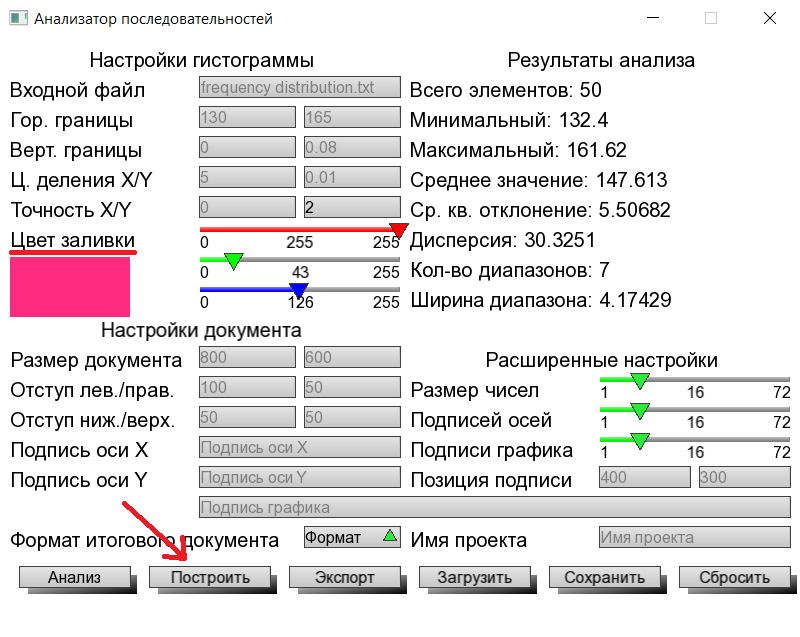 Анализатор последовательностей
Настройки гистограммы
Входной файл frequency distribution.txt
Гор. границы 130 165
Верт. границы 0 0.08
Ц. деления X/Y 5 0.01
Точность X/Y 0 2
Цвет заливки
0 255 255
0 43 255
0 126 255
Результаты анализа
Всего элементов: 50
Минимальный: 132.4
Максимальный: 161.62
Среднее значение: 147.613
Ср. кв. отклонение: 5.50682
Дисперсия: 30.3251
Кол-во диапазонов: 7
Ширина диапазона: 4.17429
Настройки документа
Размер документа 800 600
Отступ лев./прав. 100 50
Отступ ниж./верх. 50 50
Подпись оси X Подпись оси X
Подпись оси Y Подпись оси Y
Подпись графика
Расширенные настройки
Размер чисел 1 16 72
Подписей осей 1 16 72
Подписи графика 1 16 72
Позиция подписи 400 300
Формат итогового документа Формат Имя проекта Имя проекта
Анализ Построить Экспорт Загрузить Сохранить Сбросить